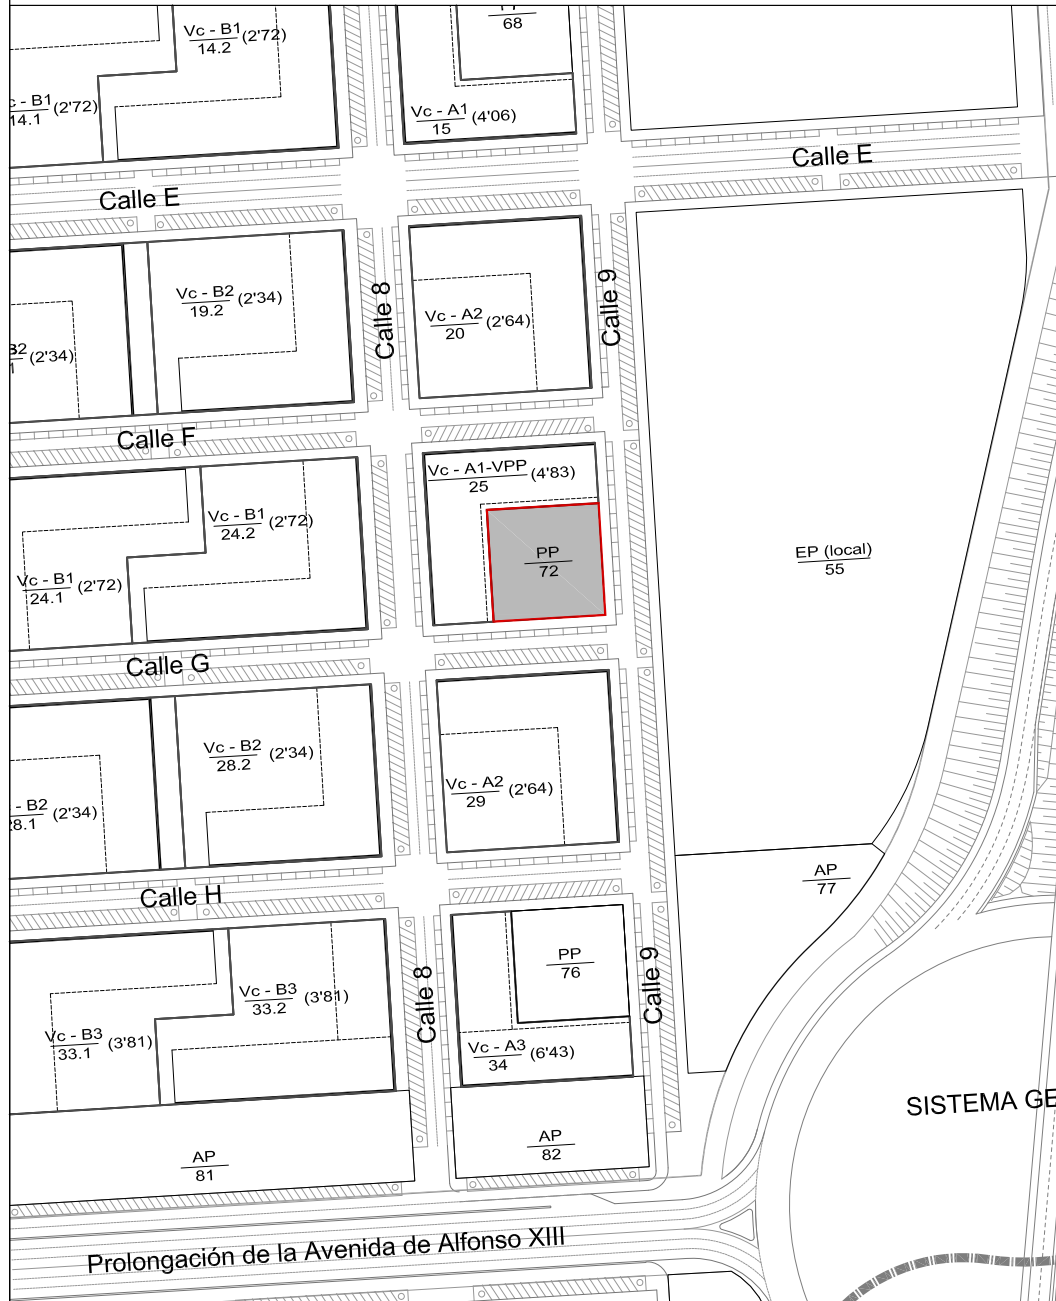 68
Vc - B1 (2'72)
14.2
Vc - A1 (4'06)
15
B1 (2'72)
14.1
Calle E
Calle E
Vc - B2 (2'34)
19.2
Calle 8
Vc - A2 (2'64)
20
Calle 9
B2 (2'34)
Calle F
Vc - A1-VPP (4'83)
25
Vc - B1 (2'72)
24.2
PP
72
EP (local)
55
Vc - B1 (2'72)
24.1
Calle G
Vc - B2 (2'34)
28.2
Vc - A2 (2'64)
29
- B2 (2'34)
28.1
AP
77
Calle H
PP
76
Calle 8
Calle 9
Vc - B3 (3'81)
33.2
Vc - B3 (3'81)
33.1
Vc - A3 (6'43)
34
SISTEMA GE
AP
82
AP
81
Prolongación de la Avenida de Alfonso XIII